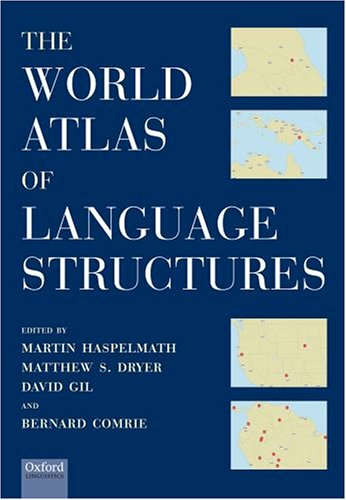 THE
WORLD
ATLAS
OF
LANGUAGE
STRUCTURES
EDITED BY
MARTIN HASPELMATH
MATTHEW S. DRYER
DAVID GIL
AND
BERNARD COMRIE
Oxford
LINGUISTICS